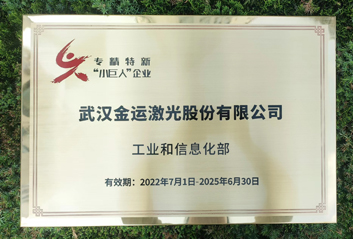 专精特新
“小巨人”企业
武汉金运激光股份有限公司
工业和信息化部
有效期：2022年7月1日-2025年6月30日